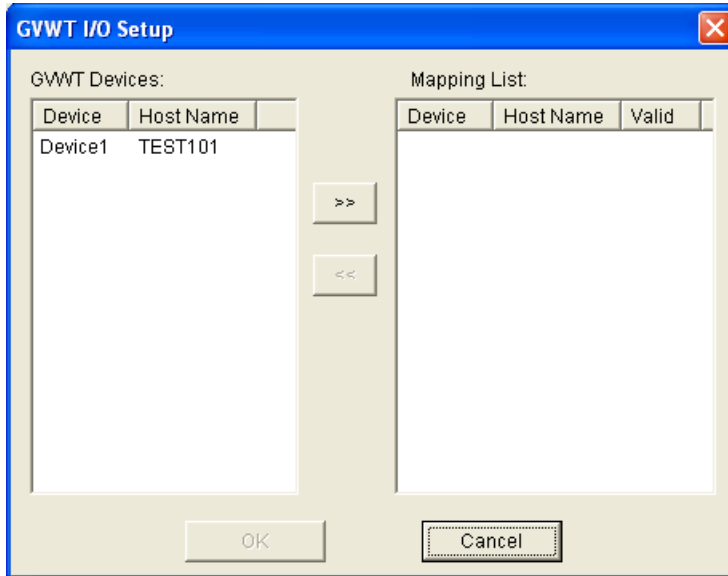 GVWT I/O Setup
GVWT Devices:
Mapping List:
Device Host Name
Device Host Name Valid
Device1 TEST101
>>
<<
OK
Cancel